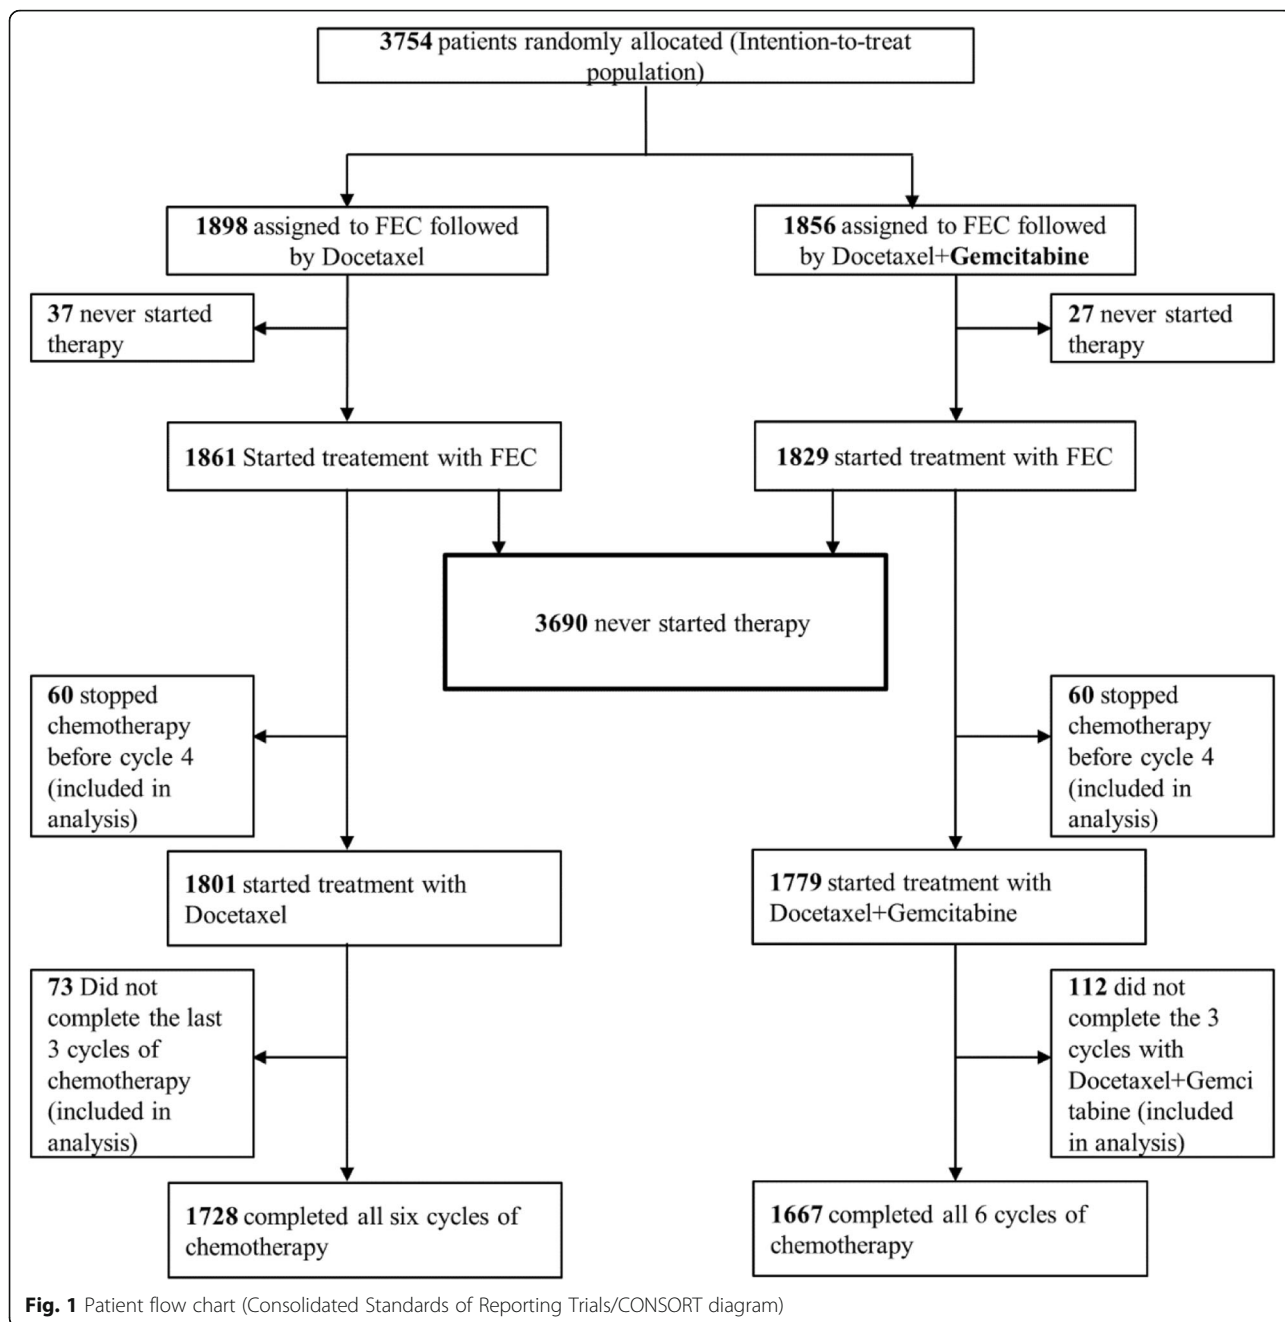 3754 patients randomly allocated (Intention-to-treat
population)
1898 assigned to FEC followed
by Docetaxel
1856 assigned to FEC followed
by Docetaxel+Gemcitabine
37 never started
therapy
27 never started
therapy
1861 Started treatement with FEC
1829 started treatment with FEC
3690 never started therapy
60 stopped
chemotherapy
before cycle 4
(included in
analysis)
60 stopped
chemotherapy
before cycle 4
(included in
analysis)
1801 started treatment with
Docetaxel
1779 started treatment with
Docetaxel+Gemcitabine
73 Did not
complete the last
3 cycles of
chemotherapy
(included in
analysis)
112 did not
complete the 3
cycles with
Docetaxel+Gemci
tabine (included
in analysis)
1728 completed all six cycles of
chemotherapy
1667 completed all 6 cycles of
chemotherapy
Fig. 1 Patient flow chart (Consolidated Standards of Reporting Trials/CONSORT diagram)